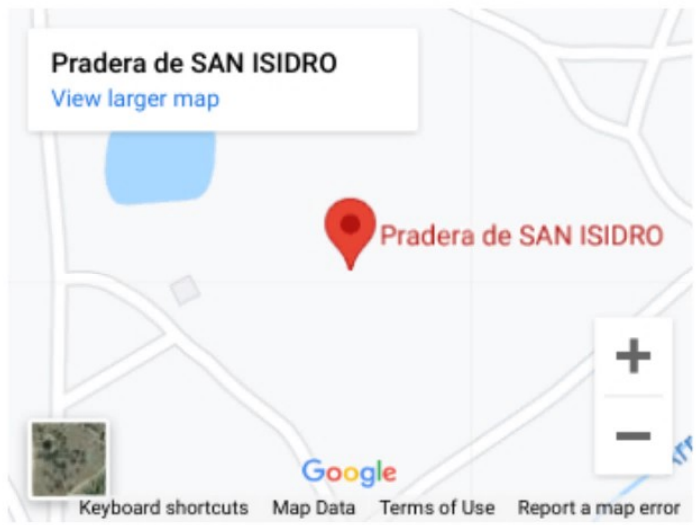 Pradera de SAN ISIDRO
View larger map
Pradera de SAN ISIDRO
Google
Keyboard shortcuts Map Data Terms of Use Report a map error